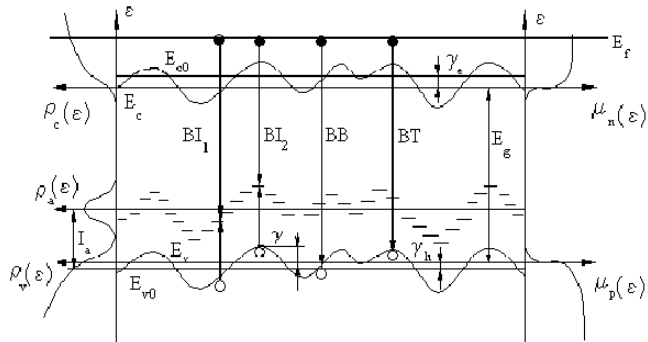 ε ε
E_f
E_c0 γ_e
ρ_c(ε) E_c μ_n(ε)
BI_1 BI_2 BB BT E_g
ρ_a(ε)
I_a E_v γ γ_h
ρ_v(ε) E_v0 μ_p(ε)